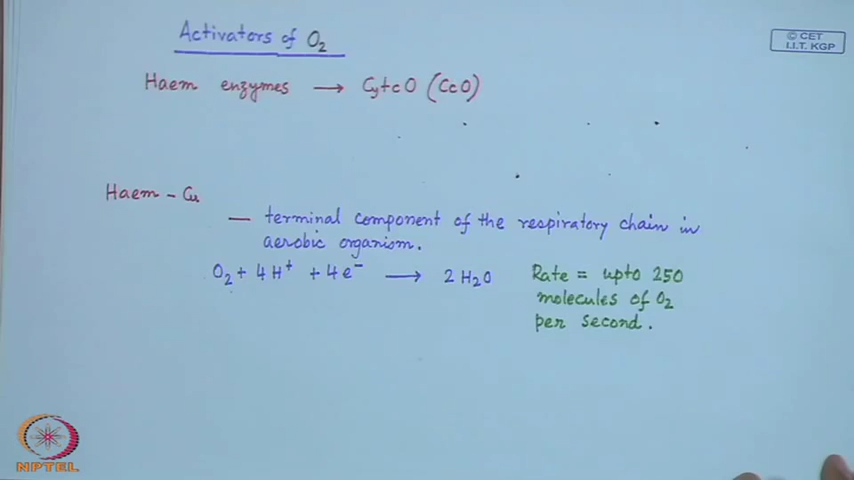 Activators of O2
© CET
I.I.T. KGP
Haem enzymes → CytcO (CcO)
Haem - Cu
— terminal component of the respiratory chain in
aerobic organism.
O2 + 4H+ + 4e- → 2H2O
Rate = upto 250
molecules of O2
per second.
NPTEL